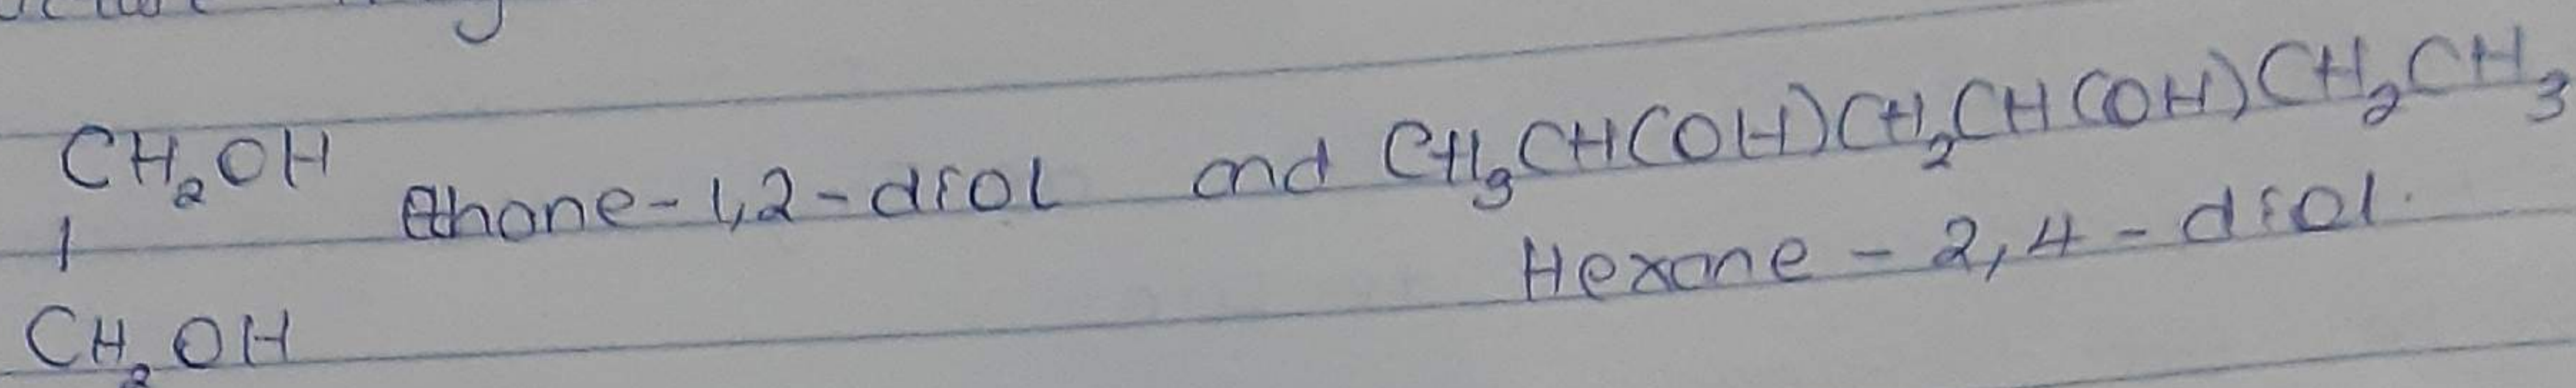 CH₂OH Ethane-1,2-diol and CH₃CH(OH)CH₂CH(OH)CH₂CH₃
| Hexane - 2,4 - diol.
CH₂OH